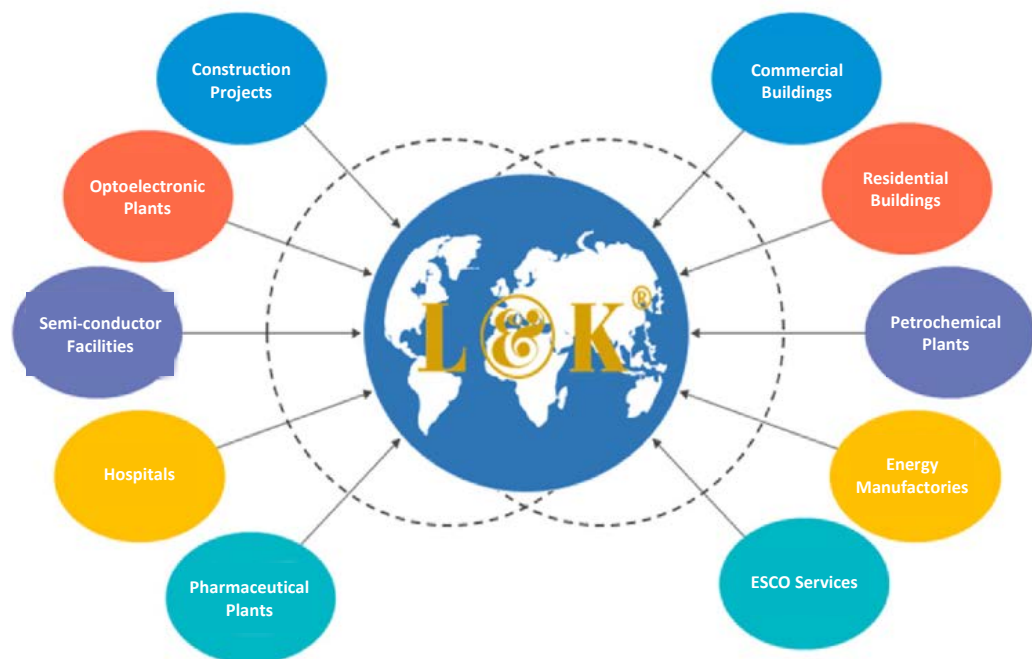 Construction
Projects
Commercial
Buildings
Optoelectronic
Plants
Residential
Buildings
L&K®
Semi-conductor
Facilities
Petrochemical
Plants
Hospitals
Energy
Manufactories
Pharmaceutical
Plants
ESCO Services